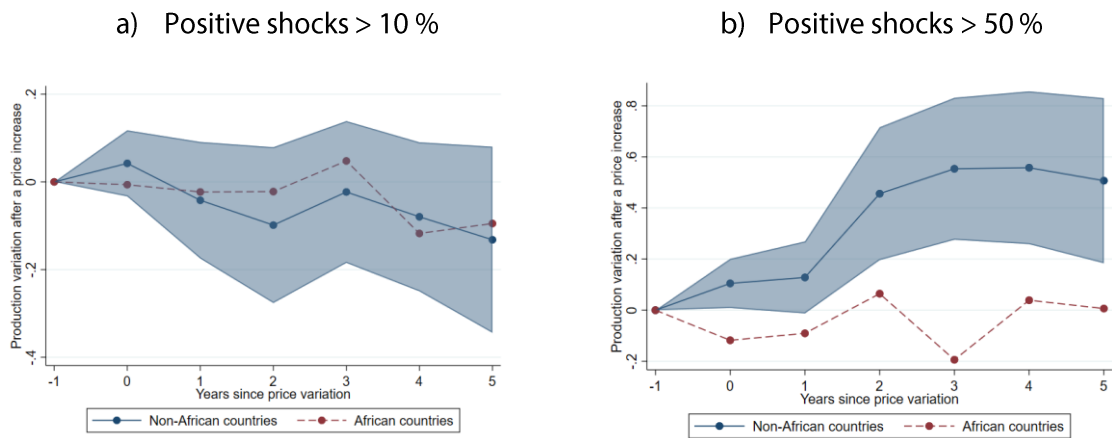 a) Positive shocks > 10 %
Production variation after a price increase
.2
0
-.2
-.4
-1 0 1 2 3 4 5
Years since price variation
Non-African countries African countries
b) Positive shocks > 50 %
Production variation after a price increase
.8
.6
.4
.2
0
-.2
-1 0 1 2 3 4 5
Years since price variation
Non-African countries African countries